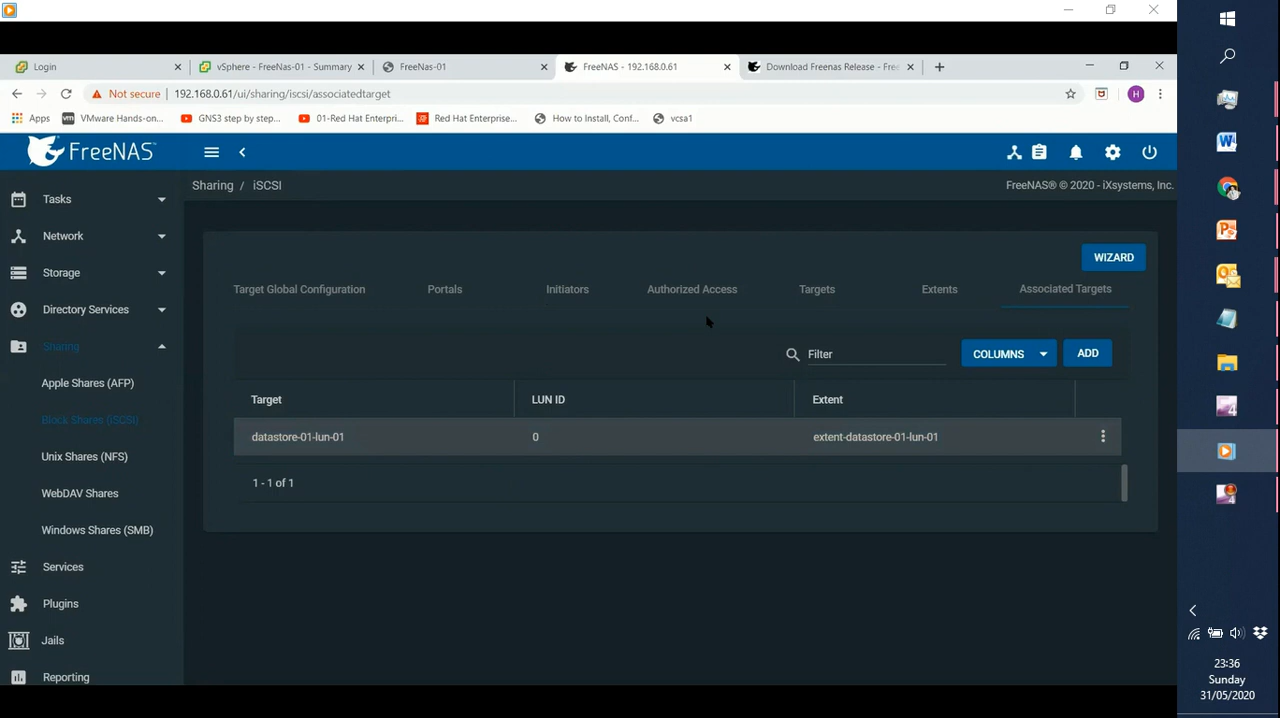 Login
vSphere - FreeNas-01 - Summary
FreeNas-01
FreeNAS - 192.168.0.61
Download Freenas Release - Free
Not secure
192.168.0.61/ui/sharing/iscsi/associatedtarget
H
Apps
VMware Hands-on...
GNS3 step by step...
01-Red Hat Enterpri...
Red Hat Enterprise...
How to Install, Conf...
vcsa1
FreeNAS
Sharing / iSCSI
FreeNAS® © 2020 - iXsystems, Inc.
Tasks
Network
Storage
Directory Services
Sharing
Apple Shares (AFP)
Block Shares (iSCSI)
Unix Shares (NFS)
WebDAV Shares
Windows Shares (SMB)
Services
Plugins
Jails
Reporting
WIZARD
Target Global Configuration
Portals
Initiators
Authorized Access
Targets
Extents
Associated Targets
Filter
COLUMNS
ADD
Target
LUN ID
Extent
datastore-01-lun-01
0
extent-datastore-01-lun-01
1 - 1 of 1
23:36
Sunday
31/05/2020